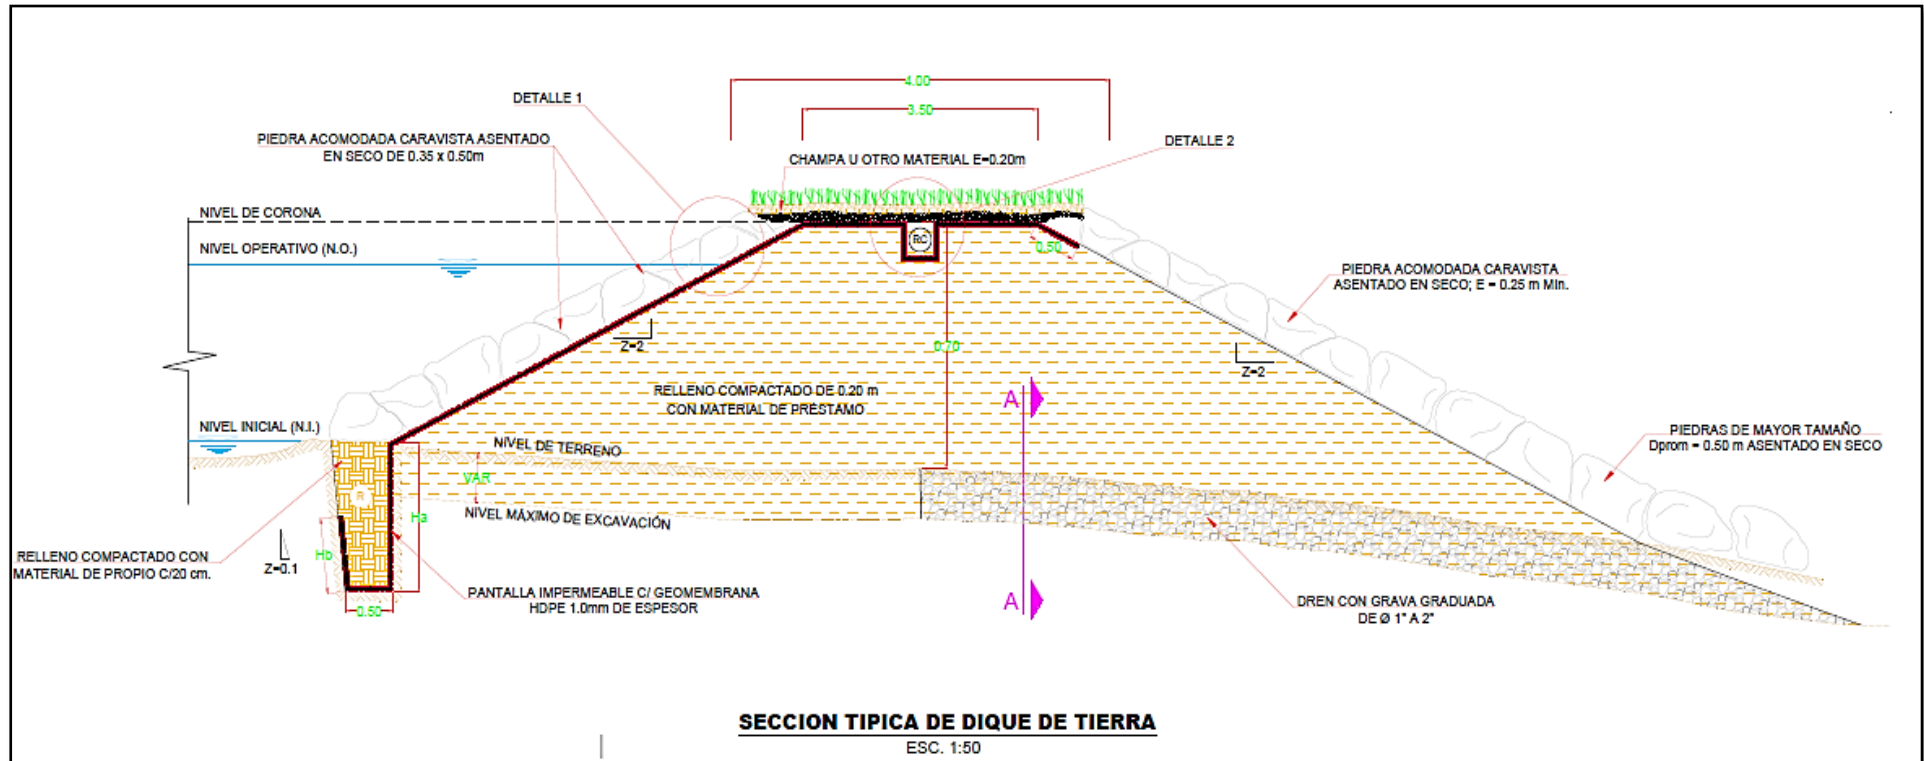 4.00
3.50
DETALLE 1
DETALLE 2
PIEDRA ACOMODADA CARAVISTA ASENTADO
EN SECO DE 0.35 x 0.50m
CHAMPA U OTRO MATERIAL E=0.20m
NIVEL DE CORONA
NIVEL OPERATIVO (N.O.)
RC
0.50
PIEDRA ACOMODADA CARAVISTA
ASENTADO EN SECO; E = 0.25 m Min.
Z=2
0.70
Z=2
RELLENO COMPACTADO DE 0.20 m
CON MATERIAL DE PRÉSTAMO
A
NIVEL INICIAL (N.I.)
NIVEL DE TERRENO
PIEDRAS DE MAYOR TAMAÑO
Dprom = 0.50 m ASENTADO EN SECO
VAR
R
Ha
NIVEL MÁXIMO DE EXCAVACIÓN
Hb
RELLENO COMPACTADO CON
MATERIAL DE PROPIO C/20 cm.
Z=0.1
PANTALLA IMPERMEABLE C/ GEOMEMBRANA
HDPE 1.0mm DE ESPESOR
A
DREN CON GRAVA GRADUADA
DE Ø 1" A 2"
0.50
SECCION TIPICA DE DIQUE DE TIERRA
ESC. 1:50